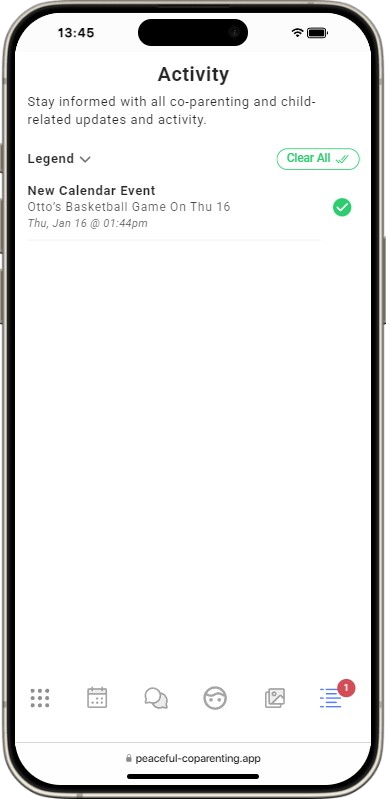 13:45
Activity
Stay informed with all co-parenting and child-
related updates and activity.
Legend
Clear All
New Calendar Event
Otto's Basketball Game On Thu 16
Thu, Jan 16 @ 01:44pm
1
peaceful-coparenting.app